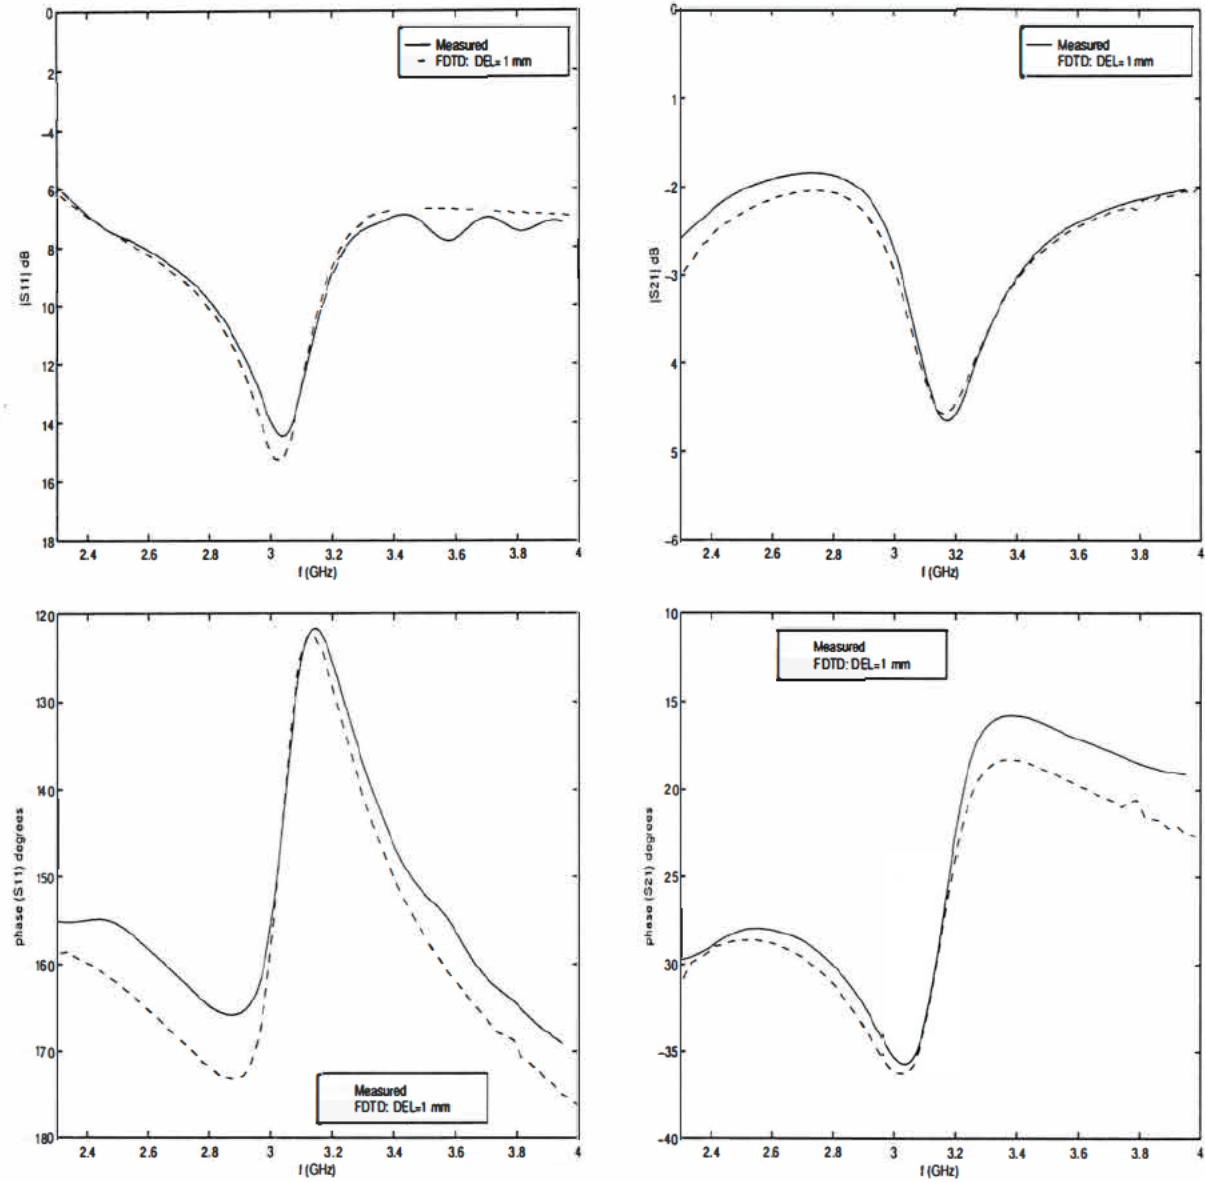 0
2
-4
6
8
10
12
14
16
18
|S11| dB
2.4 2.6 2.8 3 3.2 3.4 3.6 3.8 4
f (GHz)
Measured
FDTD: DEL= 1 mm
0
1
-2
-3
4
5
-6
|S21| dB
2.4 2.6 2.8 3 3.2 3.4 3.6 3.8 4
f (GHz)
Measured
FDTD: DEL=1mm
120
130
140
150
160
170
180
phase (S11) degrees
2.4 2.6 2.8 3 3.2 3.4 3.6 3.8 4
f (GHz)
Measured
FDTD: DEL=1 mm
10
15
20
25
30
-35
-40
phase (S21) degrees
2.4 2.6 2.8 3 3.2 3.4 3.6 3.8 4
f (GHz)
Measured
FDTD: DEL=1 mm